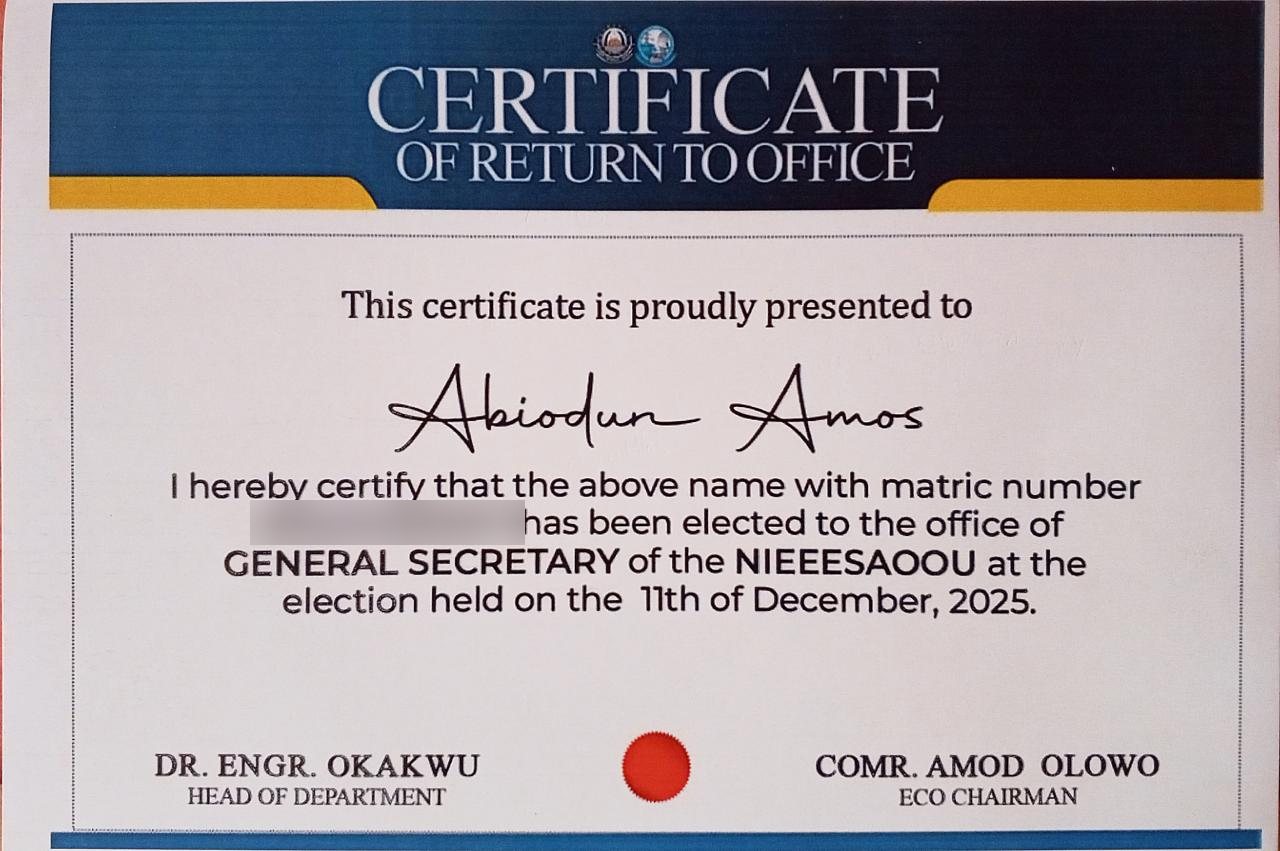 CERTIFICATE
OF RETURN TO OFFICE
This certificate is proudly presented to
Abiodun Amos
I hereby certify that the above name with matric number
has been elected to the office of
GENERAL SECRETARY of the NIEEESAOOU at the
election held on the 11th of December, 2025.
DR. ENGR. OKAKWU
HEAD OF DEPARTMENT
COMR. AMOD OLOWO
ECO CHAIRMAN